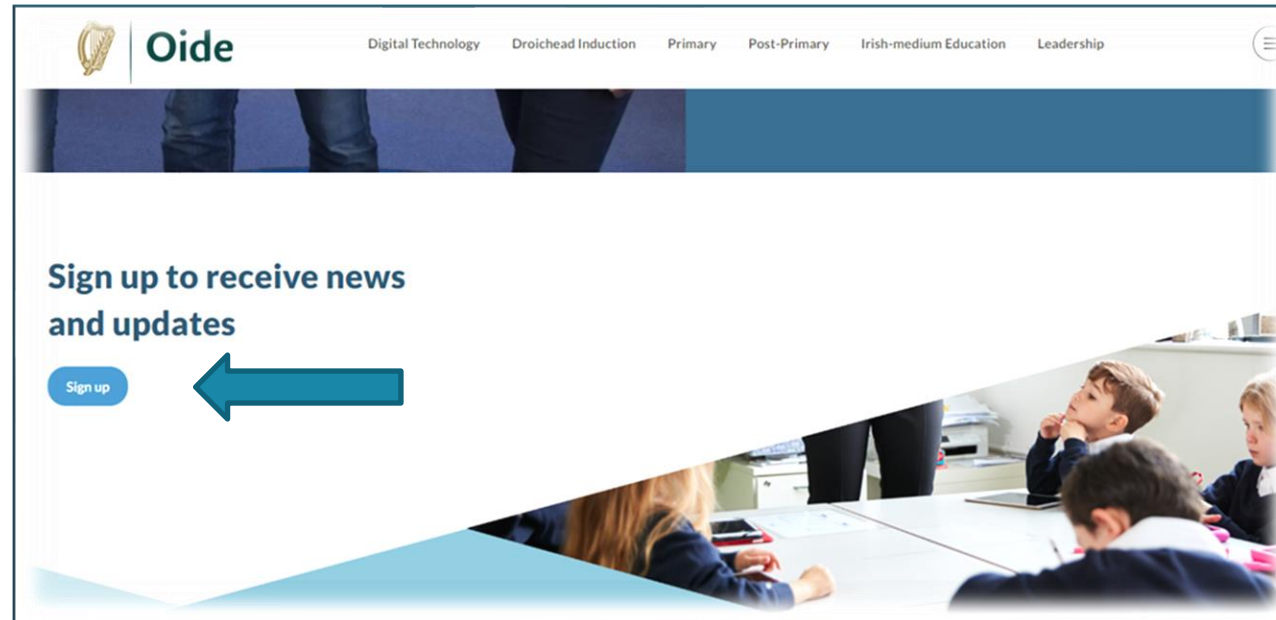 Oide
Digital Technology Droichead Induction Primary Post-Primary Irish-medium Education Leadership
Sign up to receive news
and updates
Sign up